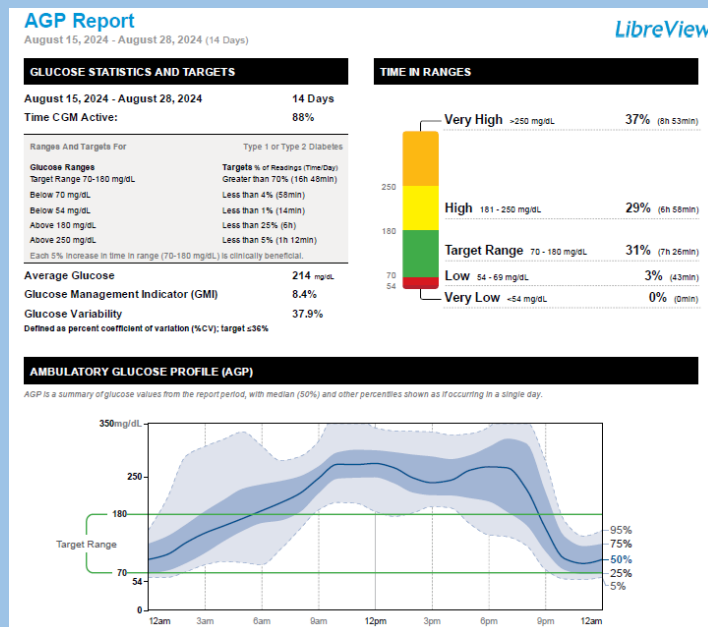 AGP Report
August 15, 2024 - August 28, 2024 (14 Days)
LibreView
GLUCOSE STATISTICS AND TARGETS
August 15, 2024 - August 28, 2024 14 Days
Time CGM Active: 88%
Ranges And Targets For Type 1 or Type 2 Diabetes
Glucose Ranges Targets % of Readings (Time/Day)
Target Range 70-180 mg/dL Greater than 70% (16h 48min)
Below 70 mg/dL Less than 4% (58min)
Below 54 mg/dL Less than 1% (14min)
Above 180 mg/dL Less than 25% (6h)
Above 250 mg/dL Less than 5% (1h 12min)
Each 5% increase in time in range (70-180 mg/dL) is clinically beneficial.
Average Glucose 214 mg/dL
Glucose Management Indicator (GMI) 8.4%
Glucose Variability 37.9%
Defined as percent coefficient of variation (%CV); target ≤36%
TIME IN RANGES
Very High >250 mg/dL 37% (8h 53min)
250
High 181 - 250 mg/dL 29% (6h 58min)
180
Target Range 70 - 180 mg/dL 31% (7h 26min)
70
Low 54 - 69 mg/dL 3% (43min)
54
Very Low <54 mg/dL 0% (0min)
AMBULATORY GLUCOSE PROFILE (AGP)
AGP is a summary of glucose values from the report period, with median (50%) and other percentiles shown as if occurring in a single day.
350mg/dL
250
180
Target Range
70
54
0
95%
75%
50%
25%
5%
12am 3am 6am 9am 12pm 3pm 6pm 9pm 12am